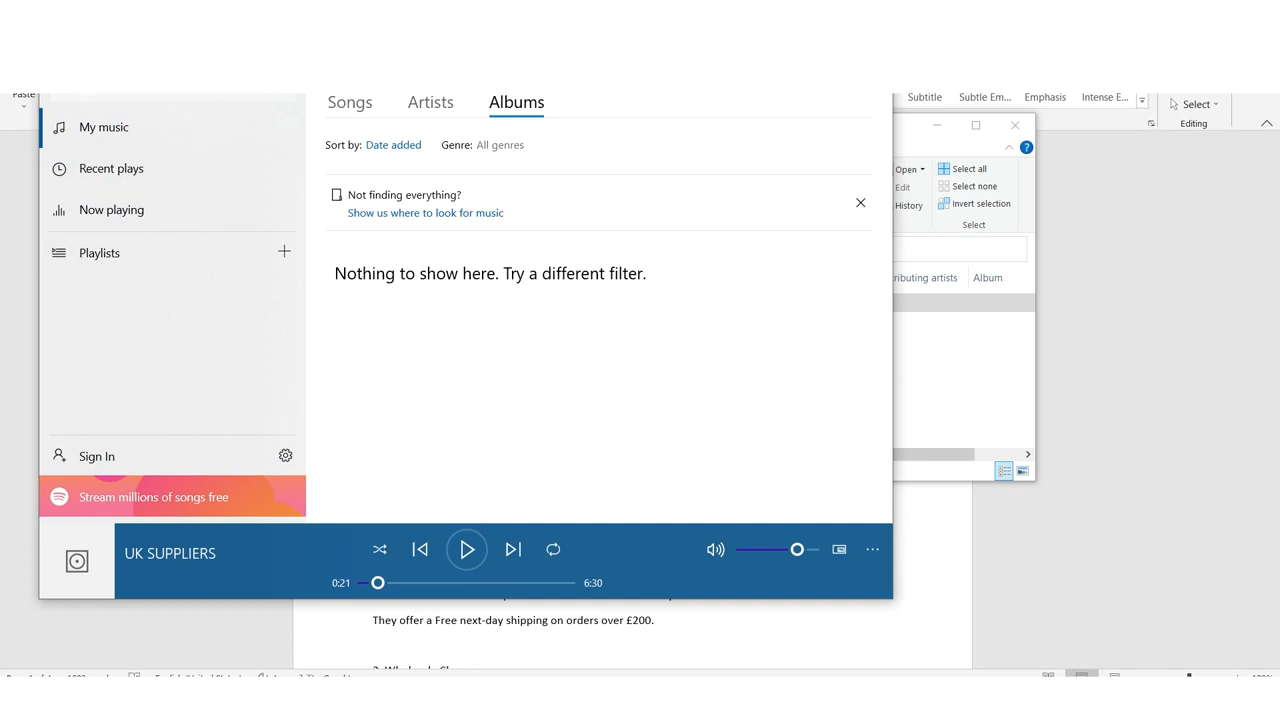 Paste
Subtitle
Subtle Em...
Emphasis
Intense E...
Select
Editing
Songs
Artists
Albums
My music
Sort by: Date added
Genre: All genres
Recent plays
Not finding everything?
Show us where to look for music
Now playing
Playlists
Nothing to show here. Try a different filter.
Open
Select all
Edit
Select none
History
Invert selection
Select
Album
Sign In
Stream millions of songs free
UK SUPPLIERS
0:21
6:30
They offer a Free next-day shipping on orders over £200.